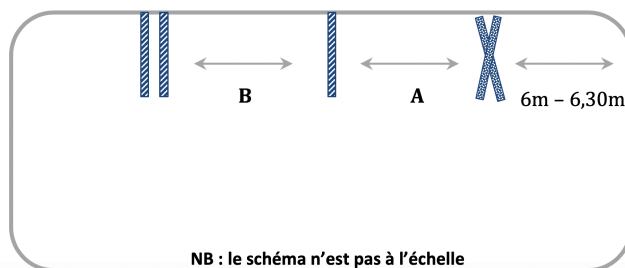 B
A
6m – 6,30m
NB : le schéma n’est pas à l’échelle